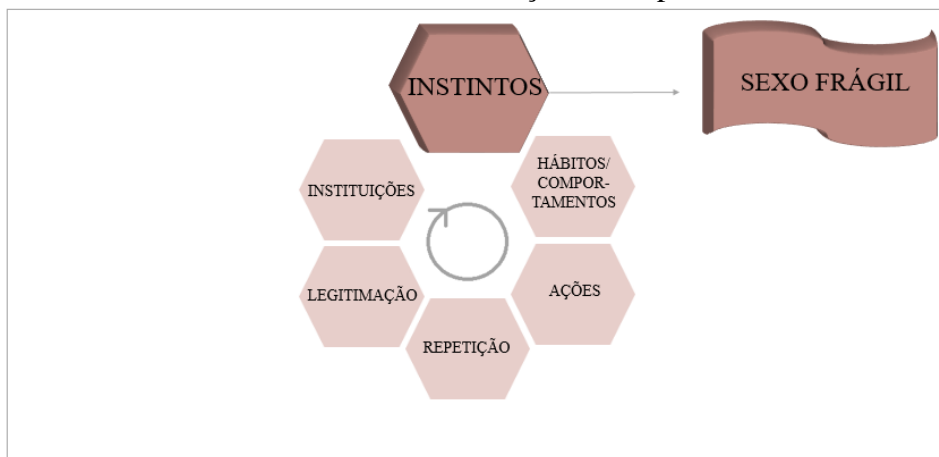 INSTINTOS
SEXO FRÁGIL
INSTITUIÇÕES
HÁBITOS/
COMPOR-
TAMENTOS
LEGITIMAÇÃO
AÇÕES
REPETIÇÃO